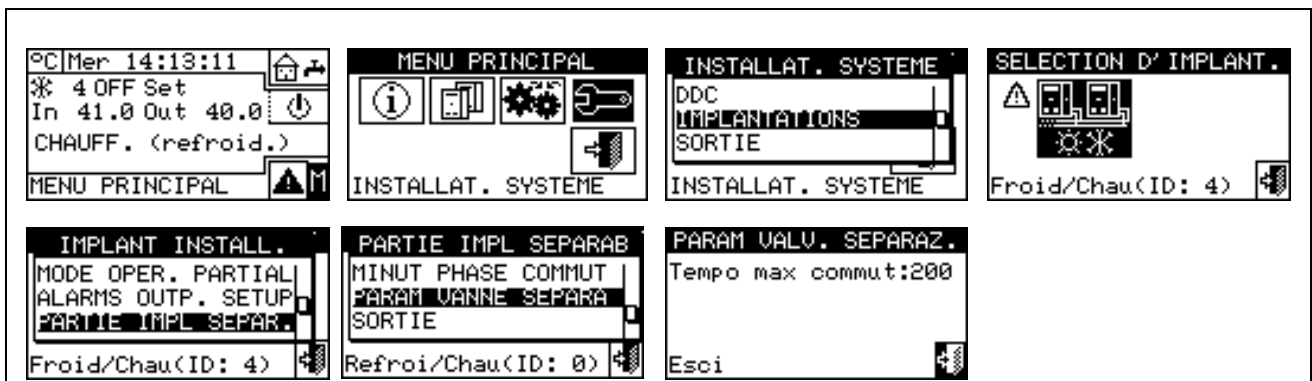 °C Mer 14:13:11
4 OFF Set
In 41.0 Out 40.0
CHAUFF. (refroid.)
MENU PRINCIPAL M
MENU PRINCIPAL
INSTALLAT. SYSTEME
INSTALLAT. SYSTEME
DDC
IMPLANTATIONS
SORTIE
INSTALLAT. SYSTEME
SELECTION D'IMPLANT.
Froid/Chau(ID: 4)
IMPLANT INSTALL.
MODE OPER. PARTIAL
ALARMS OUTP. SETUP
PARTIE IMPL SEPAR.
Froid/Chau(ID: 4)
PARTIE IMPL SEPARAB
MINUT PHASE COMMUT
PARAM VANNE SEPARA
SORTIE
Refroi/Chau(ID: 0)
PARAM VALV. SEPARAZ.
Tempo max commut:200
Esci